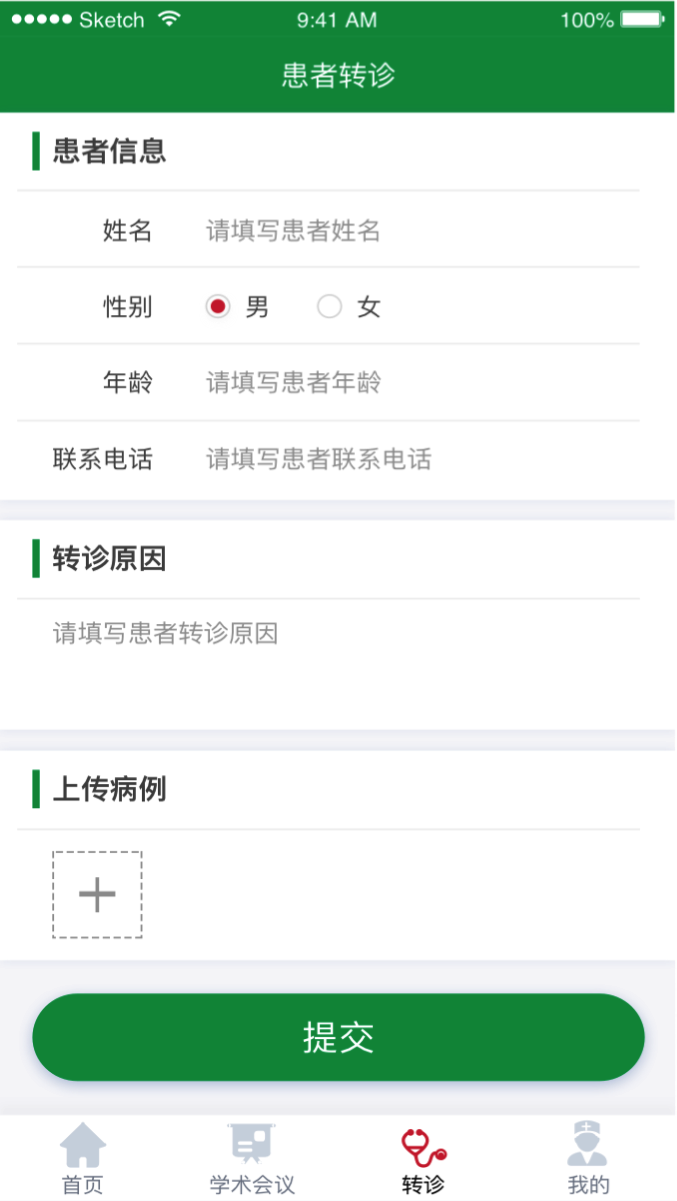 Sketch 9:41 AM 100%
患者转诊
患者信息
姓名 请填写患者姓名
性别 男 女
年龄 请填写患者年龄
联系电话 请填写患者联系电话
转诊原因
请填写患者转诊原因
上传病例
提交
首页 学术会议 转诊 我的